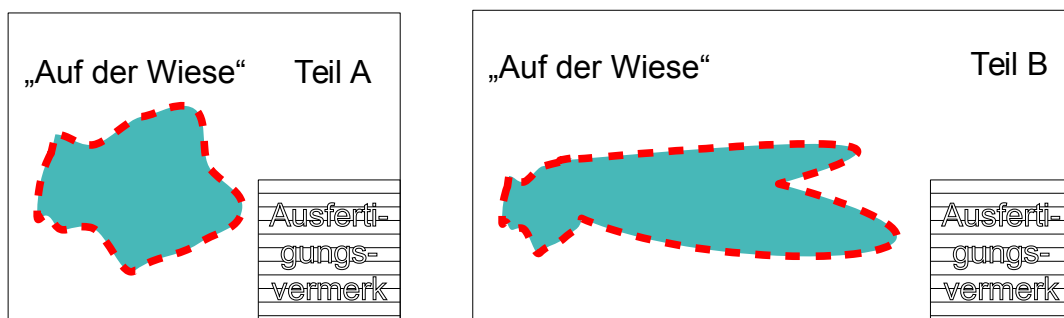 „Auf der Wiese“ Teil A
Ausferti-
gungs-
vermerk
„Auf der Wiese“ Teil B
Ausferti-
gungs-
vermerk